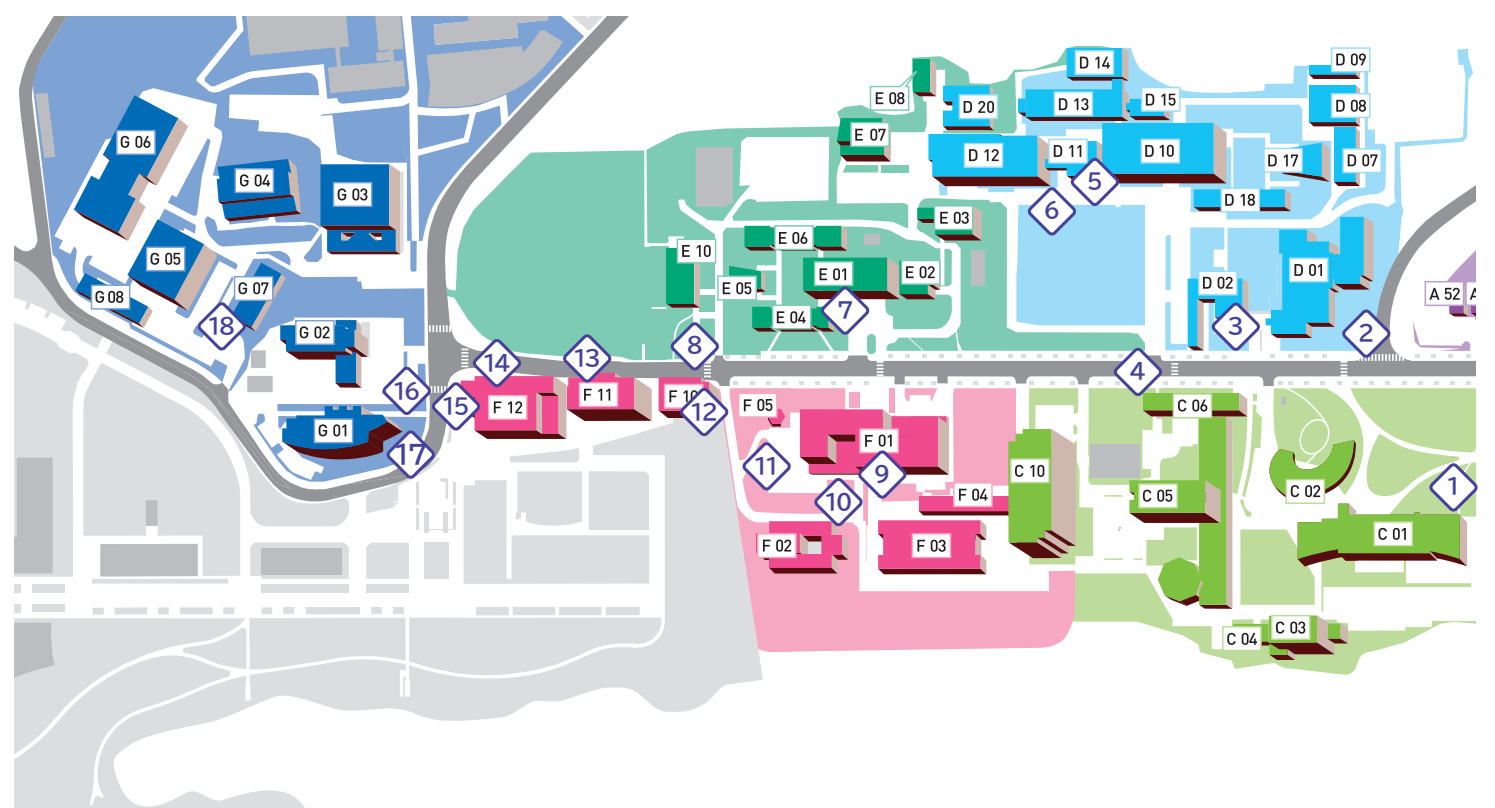 D 14
D 09
E 08
D 20
D 13
D 15
D 08
G 06
E 07
D 12
D 11
D 10
D 17
D 07
G 04
G 03
5
D 18
6
E 03
E 06
E 10
G 05
E 01
E 02
D 01
E 05
D 02
G 08
G 07
A 52
A
7
E 04
18
3
G 02
2
8
14
13
4
16
15
F 12
F 11
F 10
12
F 05
C 06
G 01
F 01
17
11
9
C 10
C 02
1
10
F 04
C 05
F 02
F 03
C 01
C 04
C 03